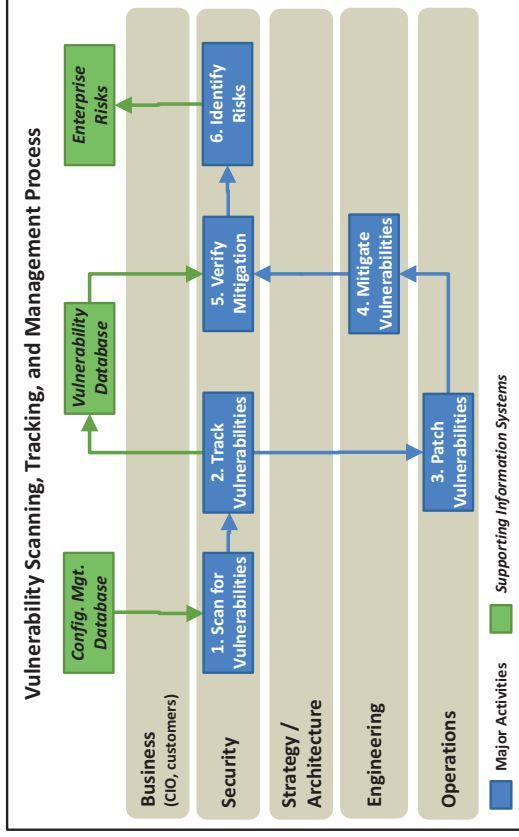 Vulnerability Scanning, Tracking, and Management Process
Config. Mgt.
Database
Vulnerability
Database
Enterprise
Risks
Business
(CIO, customers)
Security
1. Scan for
Vulnerabilities
2. Track
Vulnerabilities
5. Verify
Mitigation
6. Identify
Risks
Strategy /
Architecture
Engineering
4. Mitigate
Vulnerabilities
Operations
3. Patch
Vulnerabilities
Major Activities
Supporting Information Systems